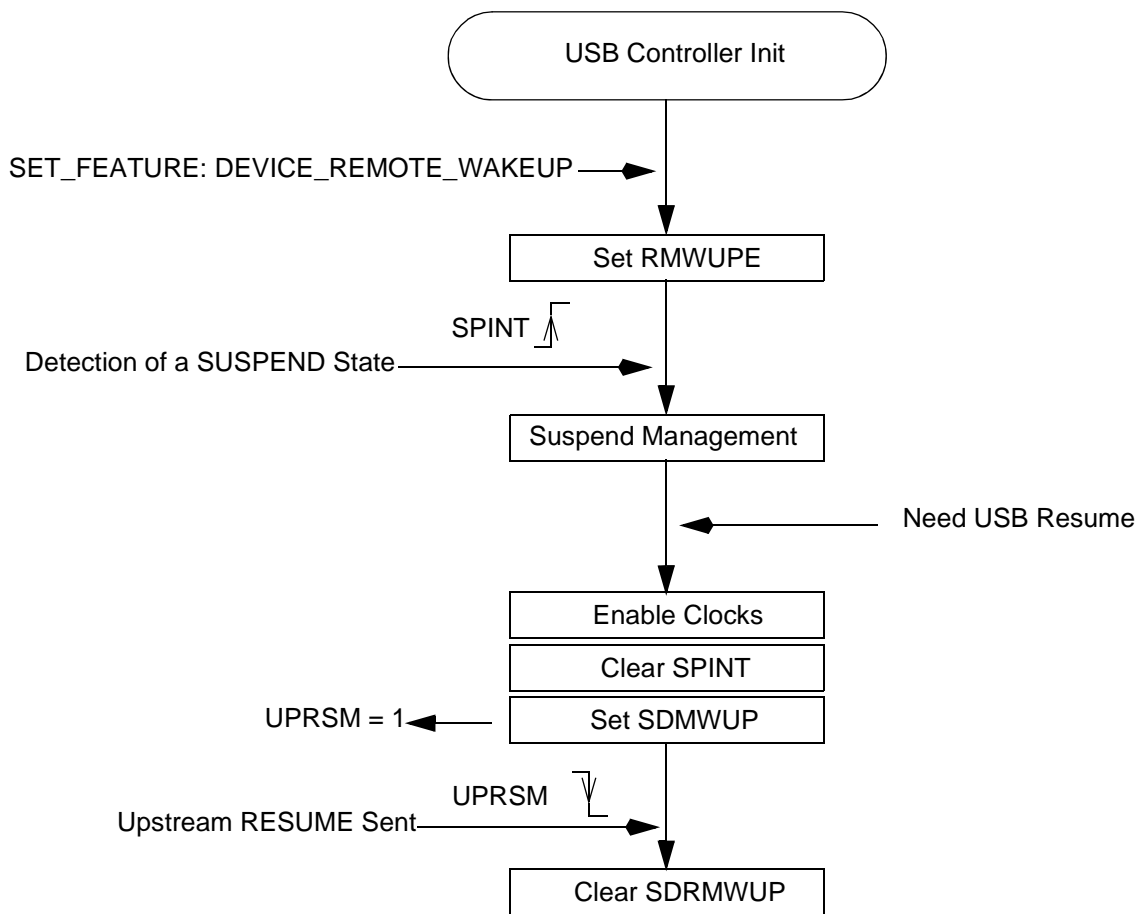 USB Controller Init
SET_FEATURE: DEVICE_REMOTE_WAKEUP
Set RMWUPE
SPINT
Detection of a SUSPEND State
Suspend Management
Need USB Resume
Enable Clocks
Clear SPINT
UPRSM = 1
Set SDMWUP
UPRSM
Upstream RESUME Sent
Clear SDRMWUP